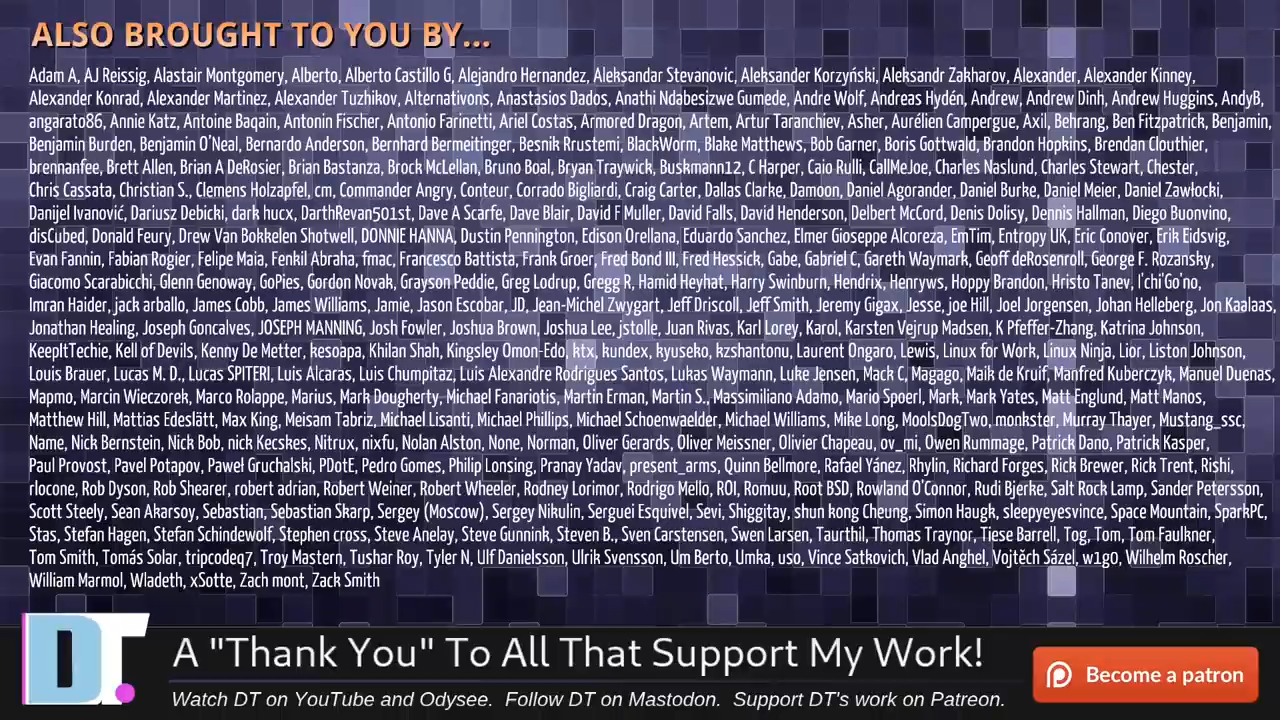 ALSO BROUGHT TO YOU BY...
Adam A, AJ Reissig, Alastair Montgomery, Alberto, Alberto Castillo G, Alejandro Hernandez, Aleksandar Stevanovic, Aleksander Korzyński, Aleksandr Zakharov, Alexander, Alexander Kinney,
Alexander Konrad, Alexander Martinez, Alexander Tuzhikov, Alternativons, Anastasios Dados, Anathi Ndabesizwe Gumede, Andre Wolf, Andreas Hydén, Andrew, Andrew Dinh, Andrew Huggins, AndyB,
angarato86, Annie Katz, Antoine Baqain, Antonin Fischer, Antonio Farinetti, Ariel Costas, Armored Dragon, Artem, Artur Taranchiev, Asher, Aurélien Campergue, Axil, Behrang, Ben Fitzpatrick, Benjamin,
Benjamin Burden, Benjamin O'Neal, Bernardo Anderson, Bernhard Bermeitinger, Besnik Rrustemi, BlackWorm, Blake Matthews, Bob Garner, Boris Gottwald, Brandon Hopkins, Brendan Clouthier,
brennanfee, Brett Allen, Brian A DeRosier, Brian Bastanza, Brock McLellan, Bruno Boal, Bryan Traywick, Buskmann12, C Harper, Caio Rulli, CallMeJoe, Charles Naslund, Charles Stewart, Chester,
Chris Cassata, Christian S., Clemens Holzapfel, cm, Commander Angry, Conteur, Corrado Bigliardi, Craig Carter, Dallas Clarke, Damoon, Daniel Agorander, Daniel Burke, Daniel Meier, Daniel Zawłocki,
Danijel Ivanović, Dariusz Debicki, dark hucx, DarthRevan501st, Dave A Scarfe, Dave Blair, David F Muller, David Falls, David Henderson, Delbert McCord, Denis Dolisy, Dennis Hallman, Diego Buonvino,
disCubed, Donald Feury, Drew Van Bokkelen Shotwell, DONNIE HANNA, Dustin Pennington, Edison Orellana, Eduardo Sanchez, Elmer Gioseppe Alcoreza, EmTin, Entropy UK, Eric Conover, Erik Eidsvig,
Evan Fannin, Fabian Rogier, Felipe Maia, Fenkil Abraha, fmac, Francesco Battista, Frank Groer, Fred Bond III, Fred Hessick, Gabe, Gabriel C, Gareth Waymark, Geoff deRosenroll, George F. Rozansky,
Giacomo Scarabicchi, Glenn Genoway, GoPies, Gordon Novak, Grayson Peddie, Greg Lodrup, Gregg R, Hamid Heyhat, Harry Swinburn, Hendrix, Henryws, Hoppy Brandon, Hristo Tanev, I'chi'Go'no,
Imran Haider, jack arballo, James Cobb, James Williams, Jamie, Jason Escobar, JD, Jean-Michel Zwygart, Jeff Driscoll, Jeff Smith, Jeremy Gigax, Jesse, joe Hill, Joel Jorgensen, Johan Helleberg, Jon Kaalaas,
Jonathan Healing, Joseph Goncalves, JOSEPH MANNING, Josh Fowler, Joshua Brown, Joshua Lee, jstolle, Juan Rivas, Karl Lorey, Karol, Karsten Vejrup Madsen, K Pfeffer-Zhang, Katrina Johnson,
KeepItTechie, Kell of Devils, Kenny De Metter, kesoapa, Khilan Shah, Kingsley Omon-Edo, ktx, kundex, kyuseko, kzshantonu, Laurent Ongaro, Lewis, Linux for Work, Linux Ninja, Lior, Liston Johnson,
Louis Brauer, Lucas M. D., Lucas SPITERI, Luis Alcaras, Luis Chumpitaz, Luis Alexandre Rodrigues Santos, Lukas Waymann, Luke Jensen, Mack C, Magago, Maik de Kruif, Manfred Kuberczyk, Manuel Duenas,
Mapmo, Marcin Wieczorek, Marco Rolappe, Marius, Mark Dougherty, Michael Fanariotis, Martin Erman, Martin S., Massimiliano Adamo, Mario Spoerl, Mark, Mark Yates, Matt Englund, Matt Manos,
Matthew Hill, Mattias Edeslätt, Max King, Meisam Tabriz, Michael Lisanti, Michael Phillips, Michael Schoenwaelder, Michael Williams, Mike Long, MoolsDogTwo, monkster, Murray Thayer, Mustang_ssc,
Name, Nick Bernstein, Nick Bob, nick Kecskes, Nitrux, nixfu, Nolan Alston, None, Norman, Oliver Gerards, Oliver Meissner, Olivier Chapeau, ov_mi, Owen Rummage, Patrick Dano, Patrick Kasper,
Paul Provost, Pavel Potapov, Paweł Gruchalski, PDotE, Pedro Gomes, Philip Lonsing, Pranay Yadav, present_arms, Quinn Bellmore, Rafael Yánez, Rhylin, Richard Forges, Rick Brewer, Rick Trent, Rishi,
rlocone, Rob Dyson, Rob Shearer, robert adrian, Robert Weiner, Robert Wheeler, Rodney Lorimor, Rodrigo Mello, ROI, Romuu, Root BSD, Rowland O'Connor, Rudi Bjerke, Salt Rock Lamp, Sander Petersson,
Scott Steely, Sean Akarsoy, Sebastian, Sebastian Skarp, Sergey (Moscow), Sergey Nikulin, Serguei Esquivel, Sevi, Shiggitay, shun kong Cheung, Simon Haugk, sleepyeyesvince, Space Mountain, SparkPC,
Stas, Stefan Hagen, Stefan Schindewolf, Stephen cross, Steve Anelay, Steve Gunnink, Steven B., Sven Carstensen, Swen Larsen, Taurthil, Thomas Traynor, Tiese Barrell, Tog, Tom, Tom Faulkner,
Tom Smith, Tomás Solar, tripcodeq7, Troy Mastern, Tushar Roy, Tyler N, Ulf Danielsson, Ulrik Svensson, Um Berto, Umka, uso, Vince Satkovich, Vlad Anghel, Vojtěch Sázel, w1g0, Wilhelm Roscher,
William Marmol, Wladeth, xSotte, Zach mont, Zack Smith
DT.
A "Thank You" To All That Support My Work!
Become a patron
Watch DT on YouTube and Odysee. Follow DT on Mastodon. Support DT's work on Patreon.